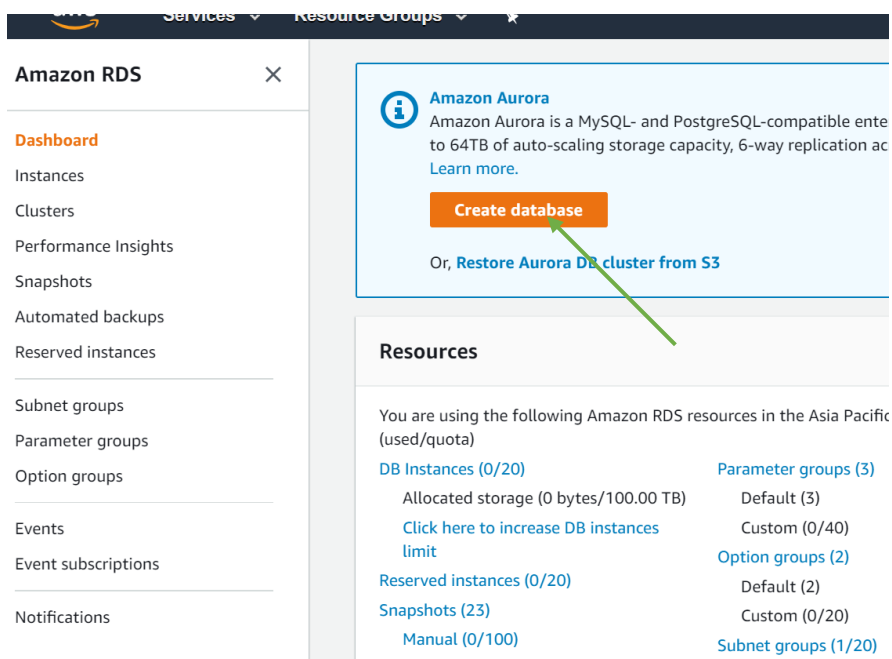 Services
Resource Groups
Amazon RDS
Dashboard
Instances
Clusters
Performance Insights
Snapshots
Automated backups
Reserved instances
Subnet groups
Parameter groups
Option groups
Events
Event subscriptions
Notifications
Amazon Aurora
Amazon Aurora is a MySQL- and PostgreSQL-compatible
to 64TB of auto-scaling storage capacity, 6-way replication
Learn more.
Create database
Or, Restore Aurora DB cluster from S3
Resources
You are using the following Amazon RDS resources in the Asia
(used/quota)
DB Instances (0/20)
Allocated storage (0 bytes/100.00 TB)
Click here to increase DB instances
limit
Reserved instances (0/20)
Snapshots (23)
Manual (0/100)
Parameter groups (3)
Default (3)
Custom (0/40)
Option groups (2)
Default (2)
Custom (0/20)
Subnet groups (1/20)